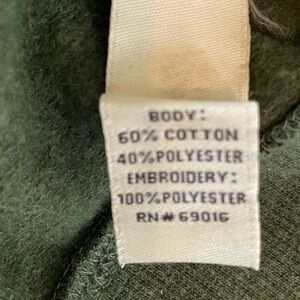 BODY:
60% COTTON
40%POLYESTER
EMBROIDERY:
100%POLYESTER
RN# 69016